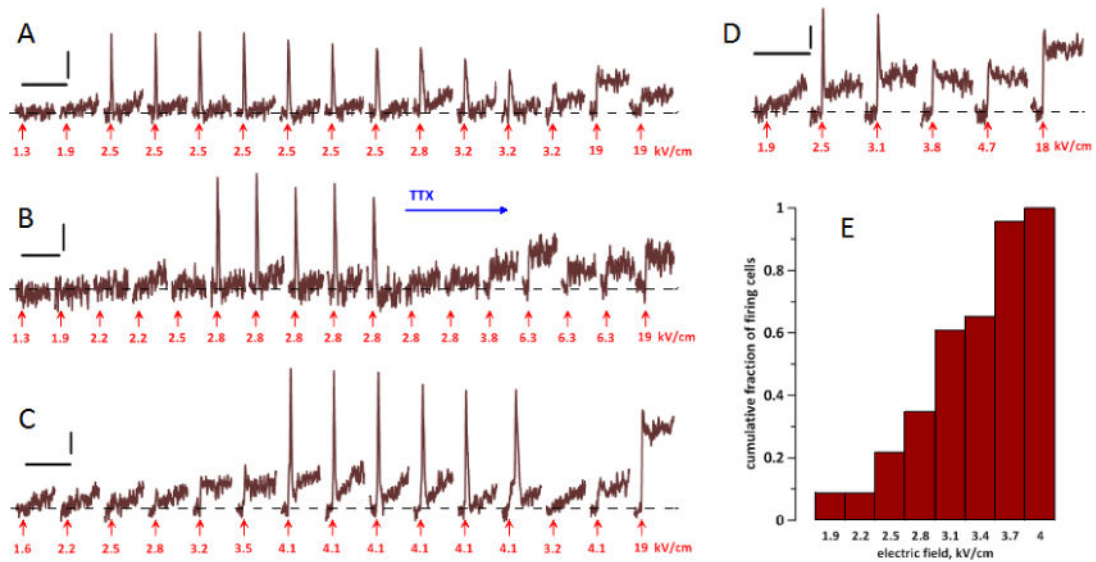 A
1.3 1.9 2.5 2.5 2.5 2.5 2.5 2.5 2.5 2.8 3.2 3.2 3.2 19 19 kV/cm
B
TTX
1.3 1.9 2.2 2.2 2.5 2.8 2.8 2.8 2.8 2.8 2.8 2.8 3.8 6.3 6.3 6.3 19 kV/cm
C
1.6 2.2 2.5 2.8 3.2 3.5 4.1 4.1 4.1 4.1 4.1 4.1 3.2 4.1 19 kV/cm
D
1.9 2.5 3.1 3.8 4.7 18 kV/cm
E
cumulative fraction of firing cells
1
0.8
0.6
0.4
0.2
0
1.9 2.2 2.5 2.8 3.1 3.4 3.7 4
electric field, kV/cm